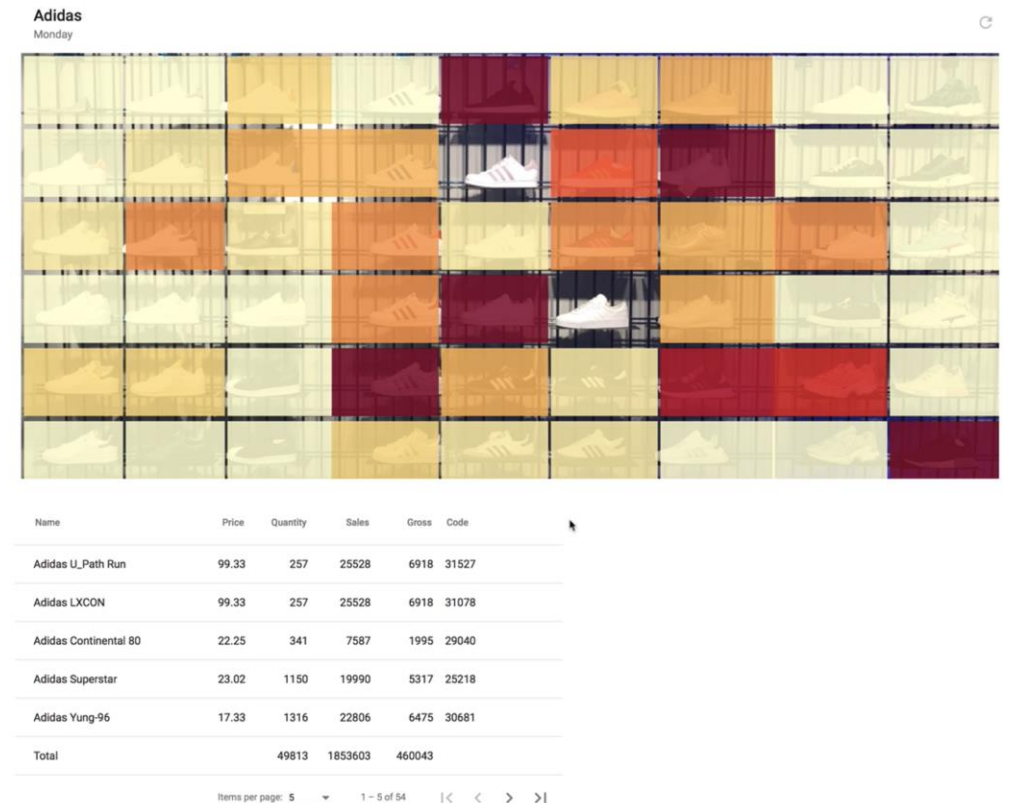 Adidas
Monday
Name Price Quantity Sales Gross Code
Adidas U_Path Run 99.33 257 25528 6918 31527
Adidas LXCON 99.33 257 25528 6918 31078
Adidas Continental 80 22.25 341 7587 1995 29040
Adidas Superstar 23.02 1150 19990 5317 25218
Adidas Yung-96 17.33 1316 22806 6475 30681
Total 49813 1853603 460043
Items per page: 5 1 – 5 of 54